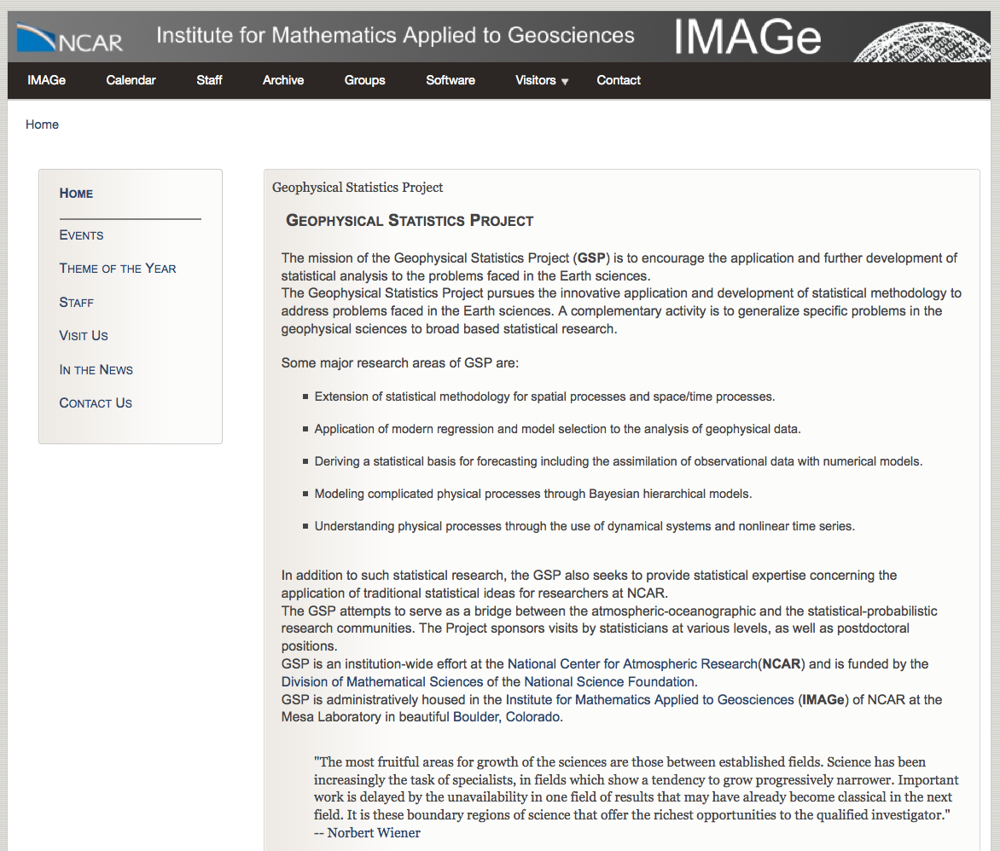 NCAR Institute for Mathematics Applied to Geosciences IMAGe
IMAGe Calendar Staff Archive Groups Software Visitors ▼ Contact
Home
HOME
EVENTS
THEME OF THE YEAR
STAFF
VISIT US
IN THE NEWS
CONTACT US
Geophysical Statistics Project
GEOPHYSICAL STATISTICS PROJECT
The mission of the Geophysical Statistics Project (GSP) is to encourage the application and further development of
statistical analysis to the problems faced in the Earth sciences.
The Geophysical Statistics Project pursues the innovative application and development of statistical methodology to
address problems faced in the Earth sciences. A complementary activity is to generalize specific problems in the
geophysical sciences to broad based statistical research.
Some major research areas of GSP are:
▪ Extension of statistical methodology for spatial processes and space/time processes.
▪ Application of modern regression and model selection to the analysis of geophysical data.
▪ Deriving a statistical basis for forecasting including the assimilation of observational data with numerical models.
▪ Modeling complicated physical processes through Bayesian hierarchical models.
▪ Understanding physical processes through the use of dynamical systems and nonlinear time series.
In addition to such statistical research, the GSP also seeks to provide statistical expertise concerning the
application of traditional statistical ideas for researchers at NCAR.
The GSP attempts to serve as a bridge between the atmospheric-oceanographic and the statistical-probabilistic
research communities. The Project sponsors visits by statisticians at various levels, as well as postdoctoral
positions.
GSP is an institution-wide effort at the National Center for Atmospheric Research(NCAR) and is funded by the
Division of Mathematical Sciences of the National Science Foundation.
GSP is administratively housed in the Institute for Mathematics Applied to Geosciences (IMAGe) of NCAR at the
Mesa Laboratory in beautiful Boulder, Colorado.
"The most fruitful areas for growth of the sciences are those between established fields. Science has been
increasingly the task of specialists, in fields which show a tendency to grow progressively narrower. Important
work is delayed by the unavailability in one field of results that may have already become classical in the next
field. It is these boundary regions of science that offer the richest opportunities to the qualified investigator."
-- Norbert Wiener